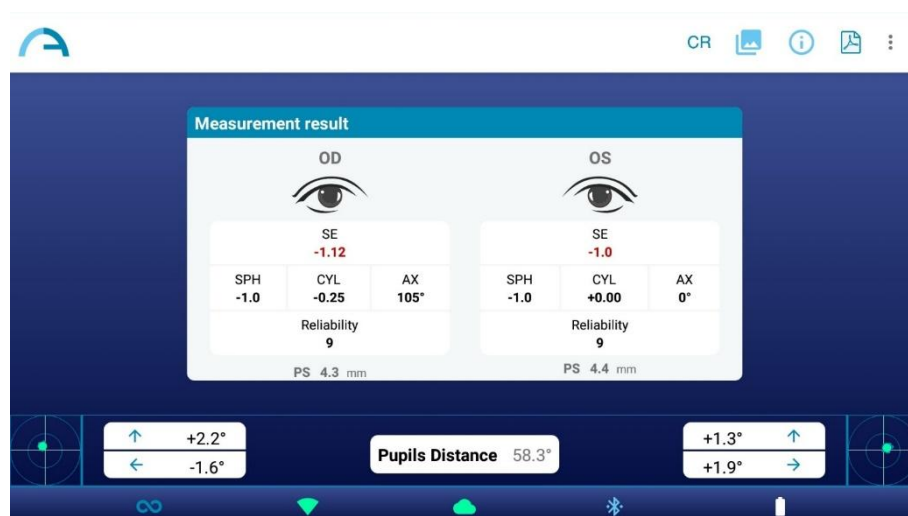 CR
Measurement result
OD OS
SE SE
-1.12 -1.0
SPH CYL AX SPH CYL AX
-1.0 -0.25 105° -1.0 +0.00 0°
Reliability Reliability
9 9
PS 4.3 mm PS 4.4 mm
+2.2° +1.3°
Pupils Distance 58.3°
-1.6° +1.9°